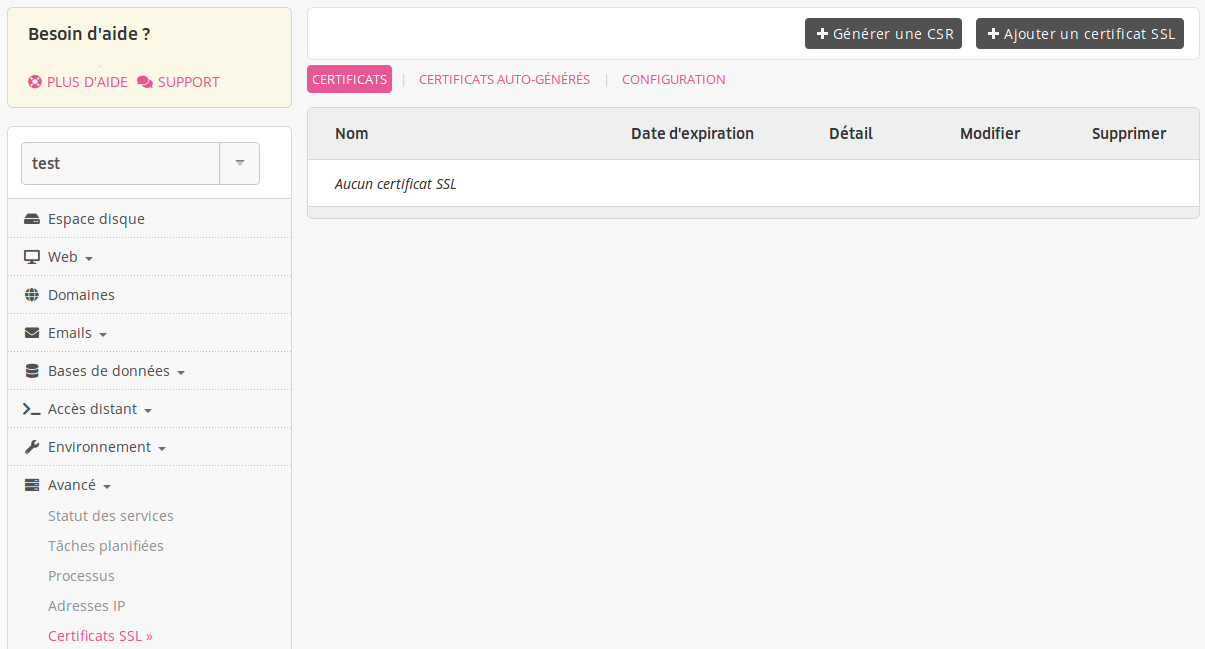 Besoin d'aide ?
PLUS D'AIDE SUPPORT
test
Espace disque
Web
Domaines
Emails
Bases de données
Accès distant
Environnement
Avancé
Statut des services
Tâches planifiées
Processus
Adresses IP
Certificats SSL »
Générer une CSR Ajouter un certificat SSL
CERTIFICATS | CERTIFICATS AUTO-GÉNÉRÉS | CONFIGURATION
Nom Date d'expiration Détail Modifier Supprimer
Aucun certificat SSL